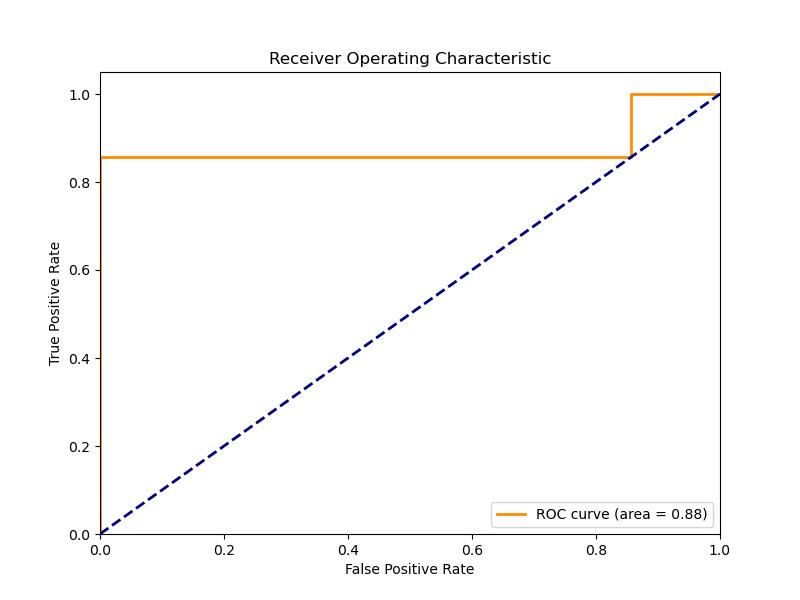 Receiver Operating Characteristic
1.0
0.8
0.6
0.4
0.2
0.0
True Positive Rate
ROC curve (area = 0.88)
0.0 0.2 0.4 0.6 0.8 1.0
False Positive Rate